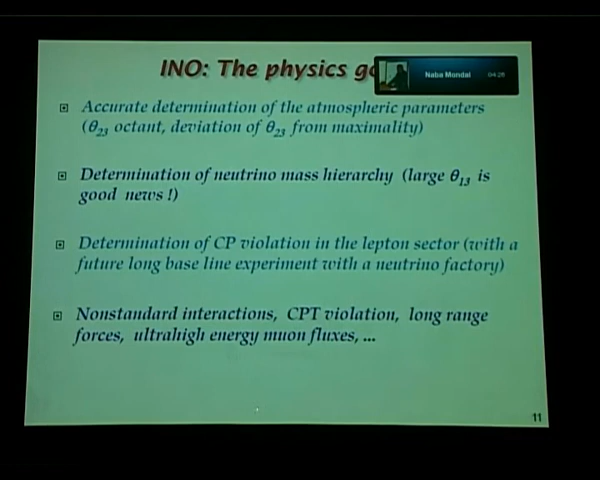 INO: The physics
Naba Mondal 04:26
Accurate determination of the atmospheric parameters
(θ23 octant, deviation of θ23 from maximality)
Determination of neutrino mass hierarchy (large θ13 is
good news !)
Determination of CP violation in the lepton sector (with a
future long base line experiment with a neutrino factory)
Nonstandard interactions, CPT violation, long range
forces, ultrahigh energy muon fluxes, ...
11